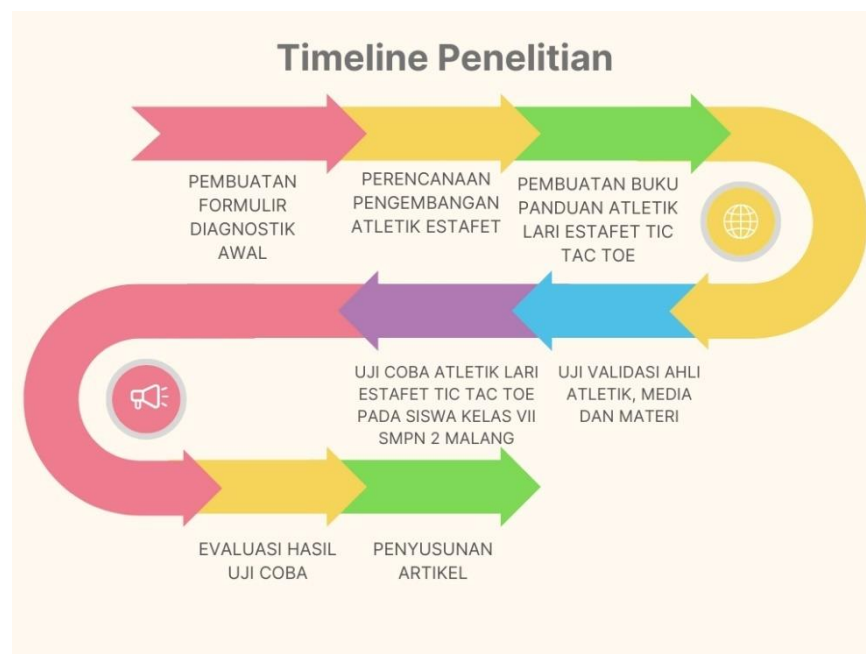 Timeline Penelitian
PEMBUATAN
FORMULIR
DIAGNOSTIK
AWAL
PERENCANAAN
PENGEMBANGAN
ATLETIK ESTAFET
PEMBUATAN BUKU
PANDUAN ATLETIK
LARI ESTAFET TIC
TAC TOE
UJI VALIDASI AHLI
ATLETIK, MEDIA
DAN MATERI
UJI COBA ATLETIK LARI
ESTAFET TIC TAC TOE
PADA SISWA KELAS VII
SMPN 2 MALANG
EVALUASI HASIL
UJI COBA
PENYUSUNAN
ARTIKEL